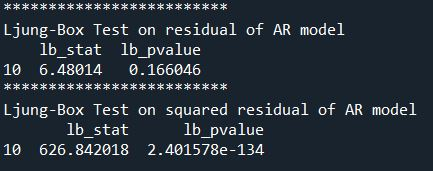 *************************
Ljung-Box Test on residual of AR model
lb_stat lb_pvalue
10 6.48014 0.166046
*************************
Ljung-Box Test on squared residual of AR model
lb_stat lb_pvalue
10 626.842018 2.401578e-134